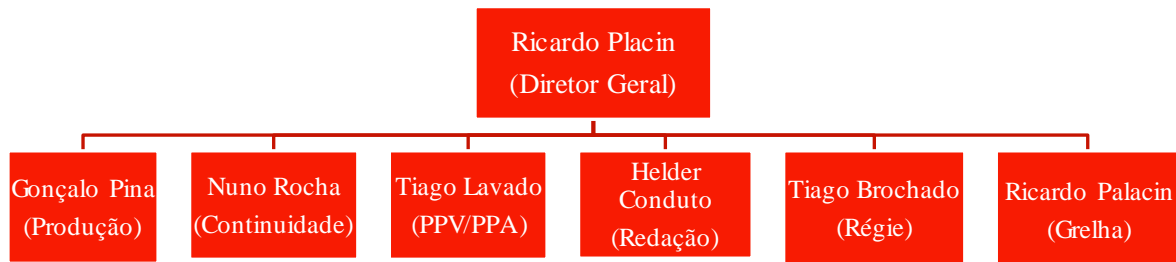 Ricardo Placin
(Diretor Geral)
Gonçalo Pina
(Produção)
Nuno Rocha
(Continuidade)
Tiago Lavado
(PPV/PPA)
Helder
Conduto
(Redação)
Tiago Brochado
(Régie)
Ricardo Palacin
(Grelha)